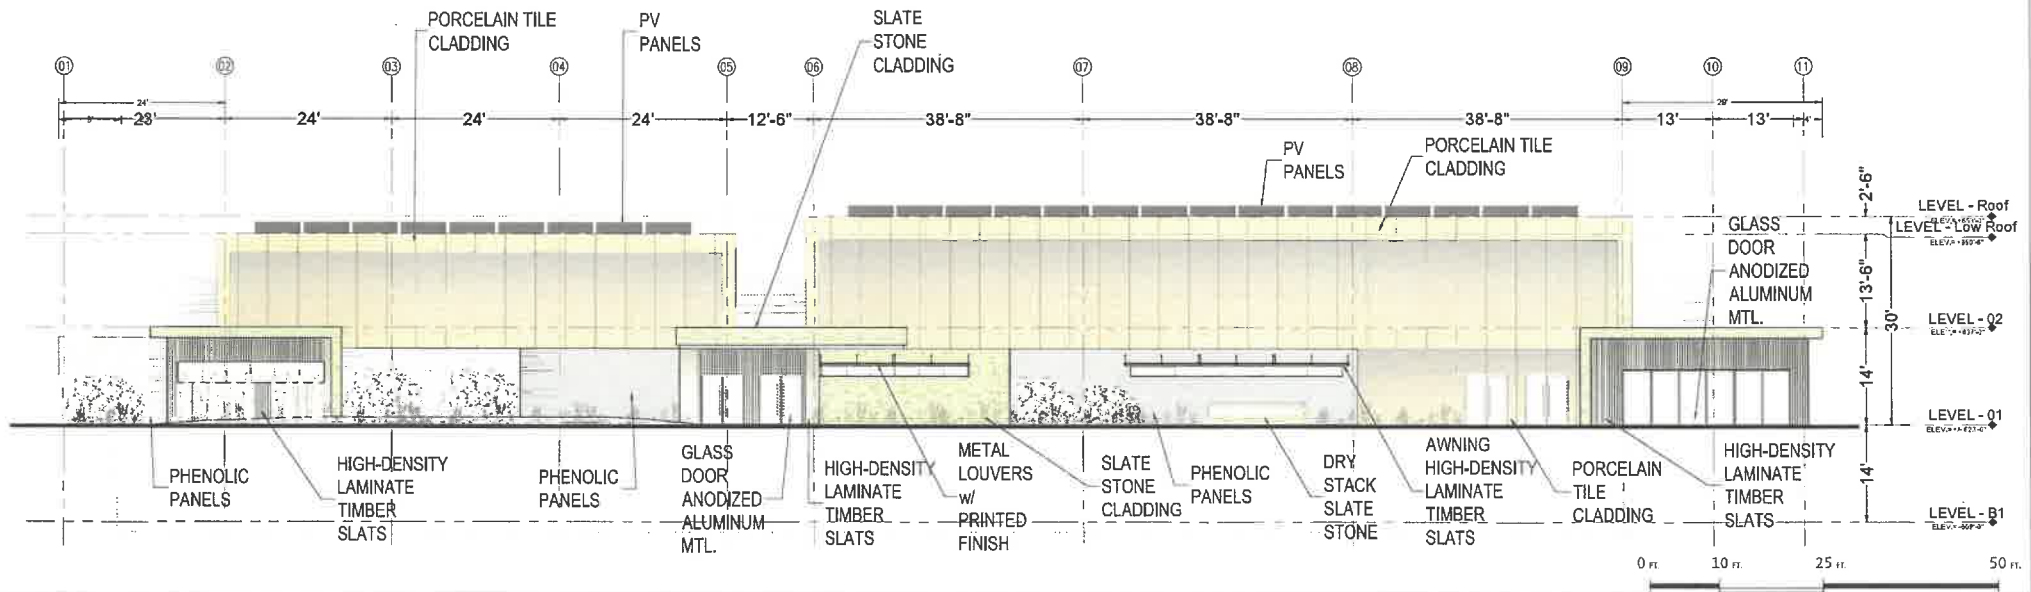 PORCELAIN TILE
CLADDING
PV
PANELS
SLATE
STONE
CLADDING
01
02
03
04
05
06
07
08
09
10
11
24'
29'
23'
24'
24'
24'
12'-6"
38'-8"
38'-8"
38'-8"
13'
13'
4'
PV
PANELS
PORCELAIN TILE
CLADDING
GLASS
DOOR
ANODIZED
ALUMINUM
MTL.
2'-6"
13'-6"
30'
14'
14'
LEVEL - Roof
LEVEL - Low Roof
LEVEL - 02
LEVEL - 01
LEVEL - B1
PHENOLIC
PANELS
HIGH-DENSITY
LAMINATE
TIMBER
SLATS
PHENOLIC
PANELS
GLASS
DOOR
ANODIZED
ALUMINUM
MTL.
HIGH-DENSITY
LAMINATE
TIMBER
SLATS
METAL
LOUVERS
w/
PRINTED
FINISH
SLATE
STONE
CLADDING
PHENOLIC
PANELS
DRY
STACK
SLATE
STONE
AWNING
HIGH-DENSITY
LAMINATE
TIMBER
SLATS
PORCELAIN
TILE
CLADDING
HIGH-DENSITY
LAMINATE
TIMBER
SLATS
0 FT.
10 FT.
25 FT.
50 FT.